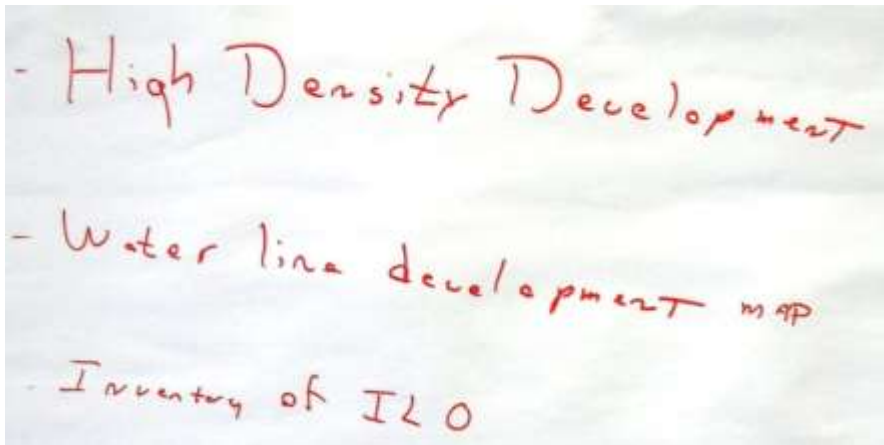 - High Density Development
- Water line development map
- Inventory of ILO